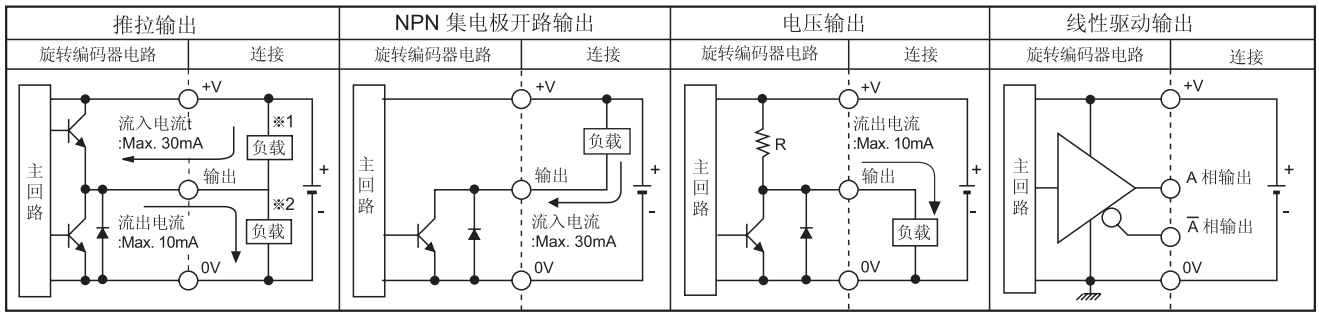 推拉输出
旋转编码器电路
连接
主回路
+V
流入电流t
:Max. 30mA
※1
负载
输出
+
-
流出电流
:Max. 10mA
※2
负载
0V
NPN 集电极开路输出
旋转编码器电路
连接
主回路
+V
负载
输出
+
-
流入电流
:Max. 30mA
0V
电压输出
旋转编码器电路
连接
主回路
+V
R
流出电流
:Max. 10mA
输出
+
-
负载
0V
线性驱动输出
旋转编码器电路
连接
主回路
+V
A 相输出
+
-
A̅ 相输出
0V